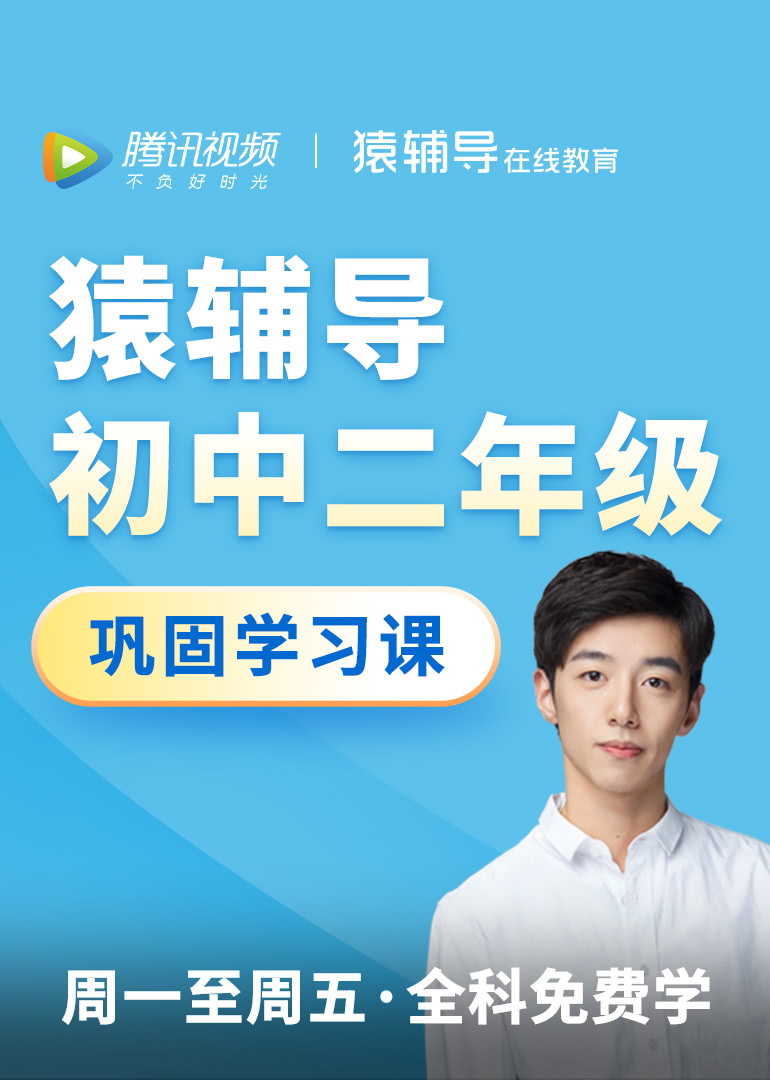 腾讯视频 | 猿辅导在线教育
不负好时光
猿辅导
初中二年级
巩固学习课
周一至周五·全科免费学